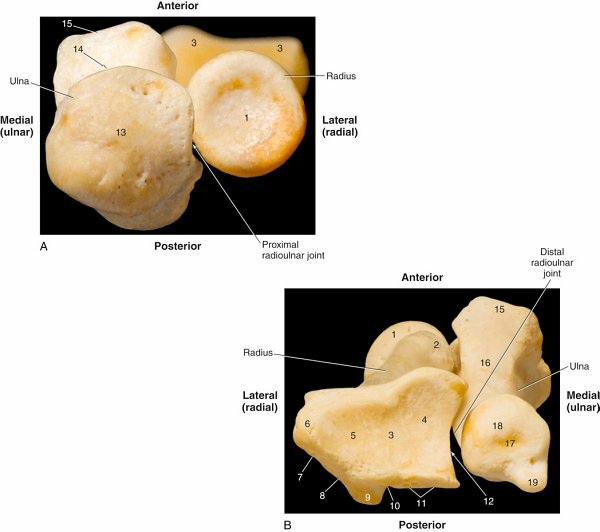 Anterior
15
14
3
3
Ulna
Radius
Medial
(ulnar)
13
1
Lateral
(radial)
A
Posterior
Proximal
radioulnar joint
Distal
radioulnar
joint
Anterior
1
2
15
Radius
16
Ulna
Lateral
(radial)
Medial
(ulnar)
6
5
3
4
18
17
7
8
9
10
11
12
19
B
Posterior